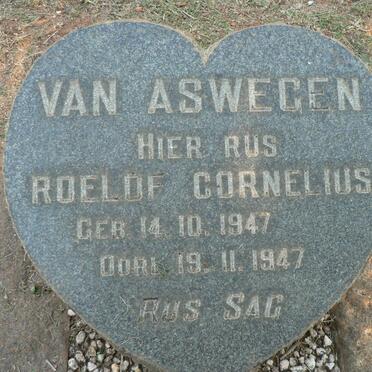 VAN ASWEGEN
HIER RUS
ROELOF CORNELIUS
GEB. 14.10.1947
OORL. 19.11.1947
RUS SAG